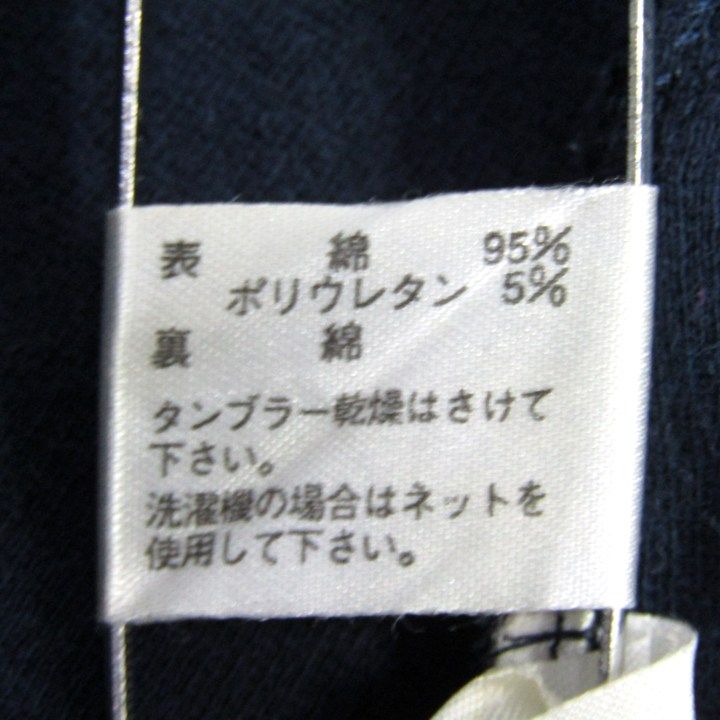 表 綿 95%
ポリウレタン 5%
裏 綿
タンブラー乾燥はさけて
下さい。
洗濯機の場合はネットを
使用して下さい。